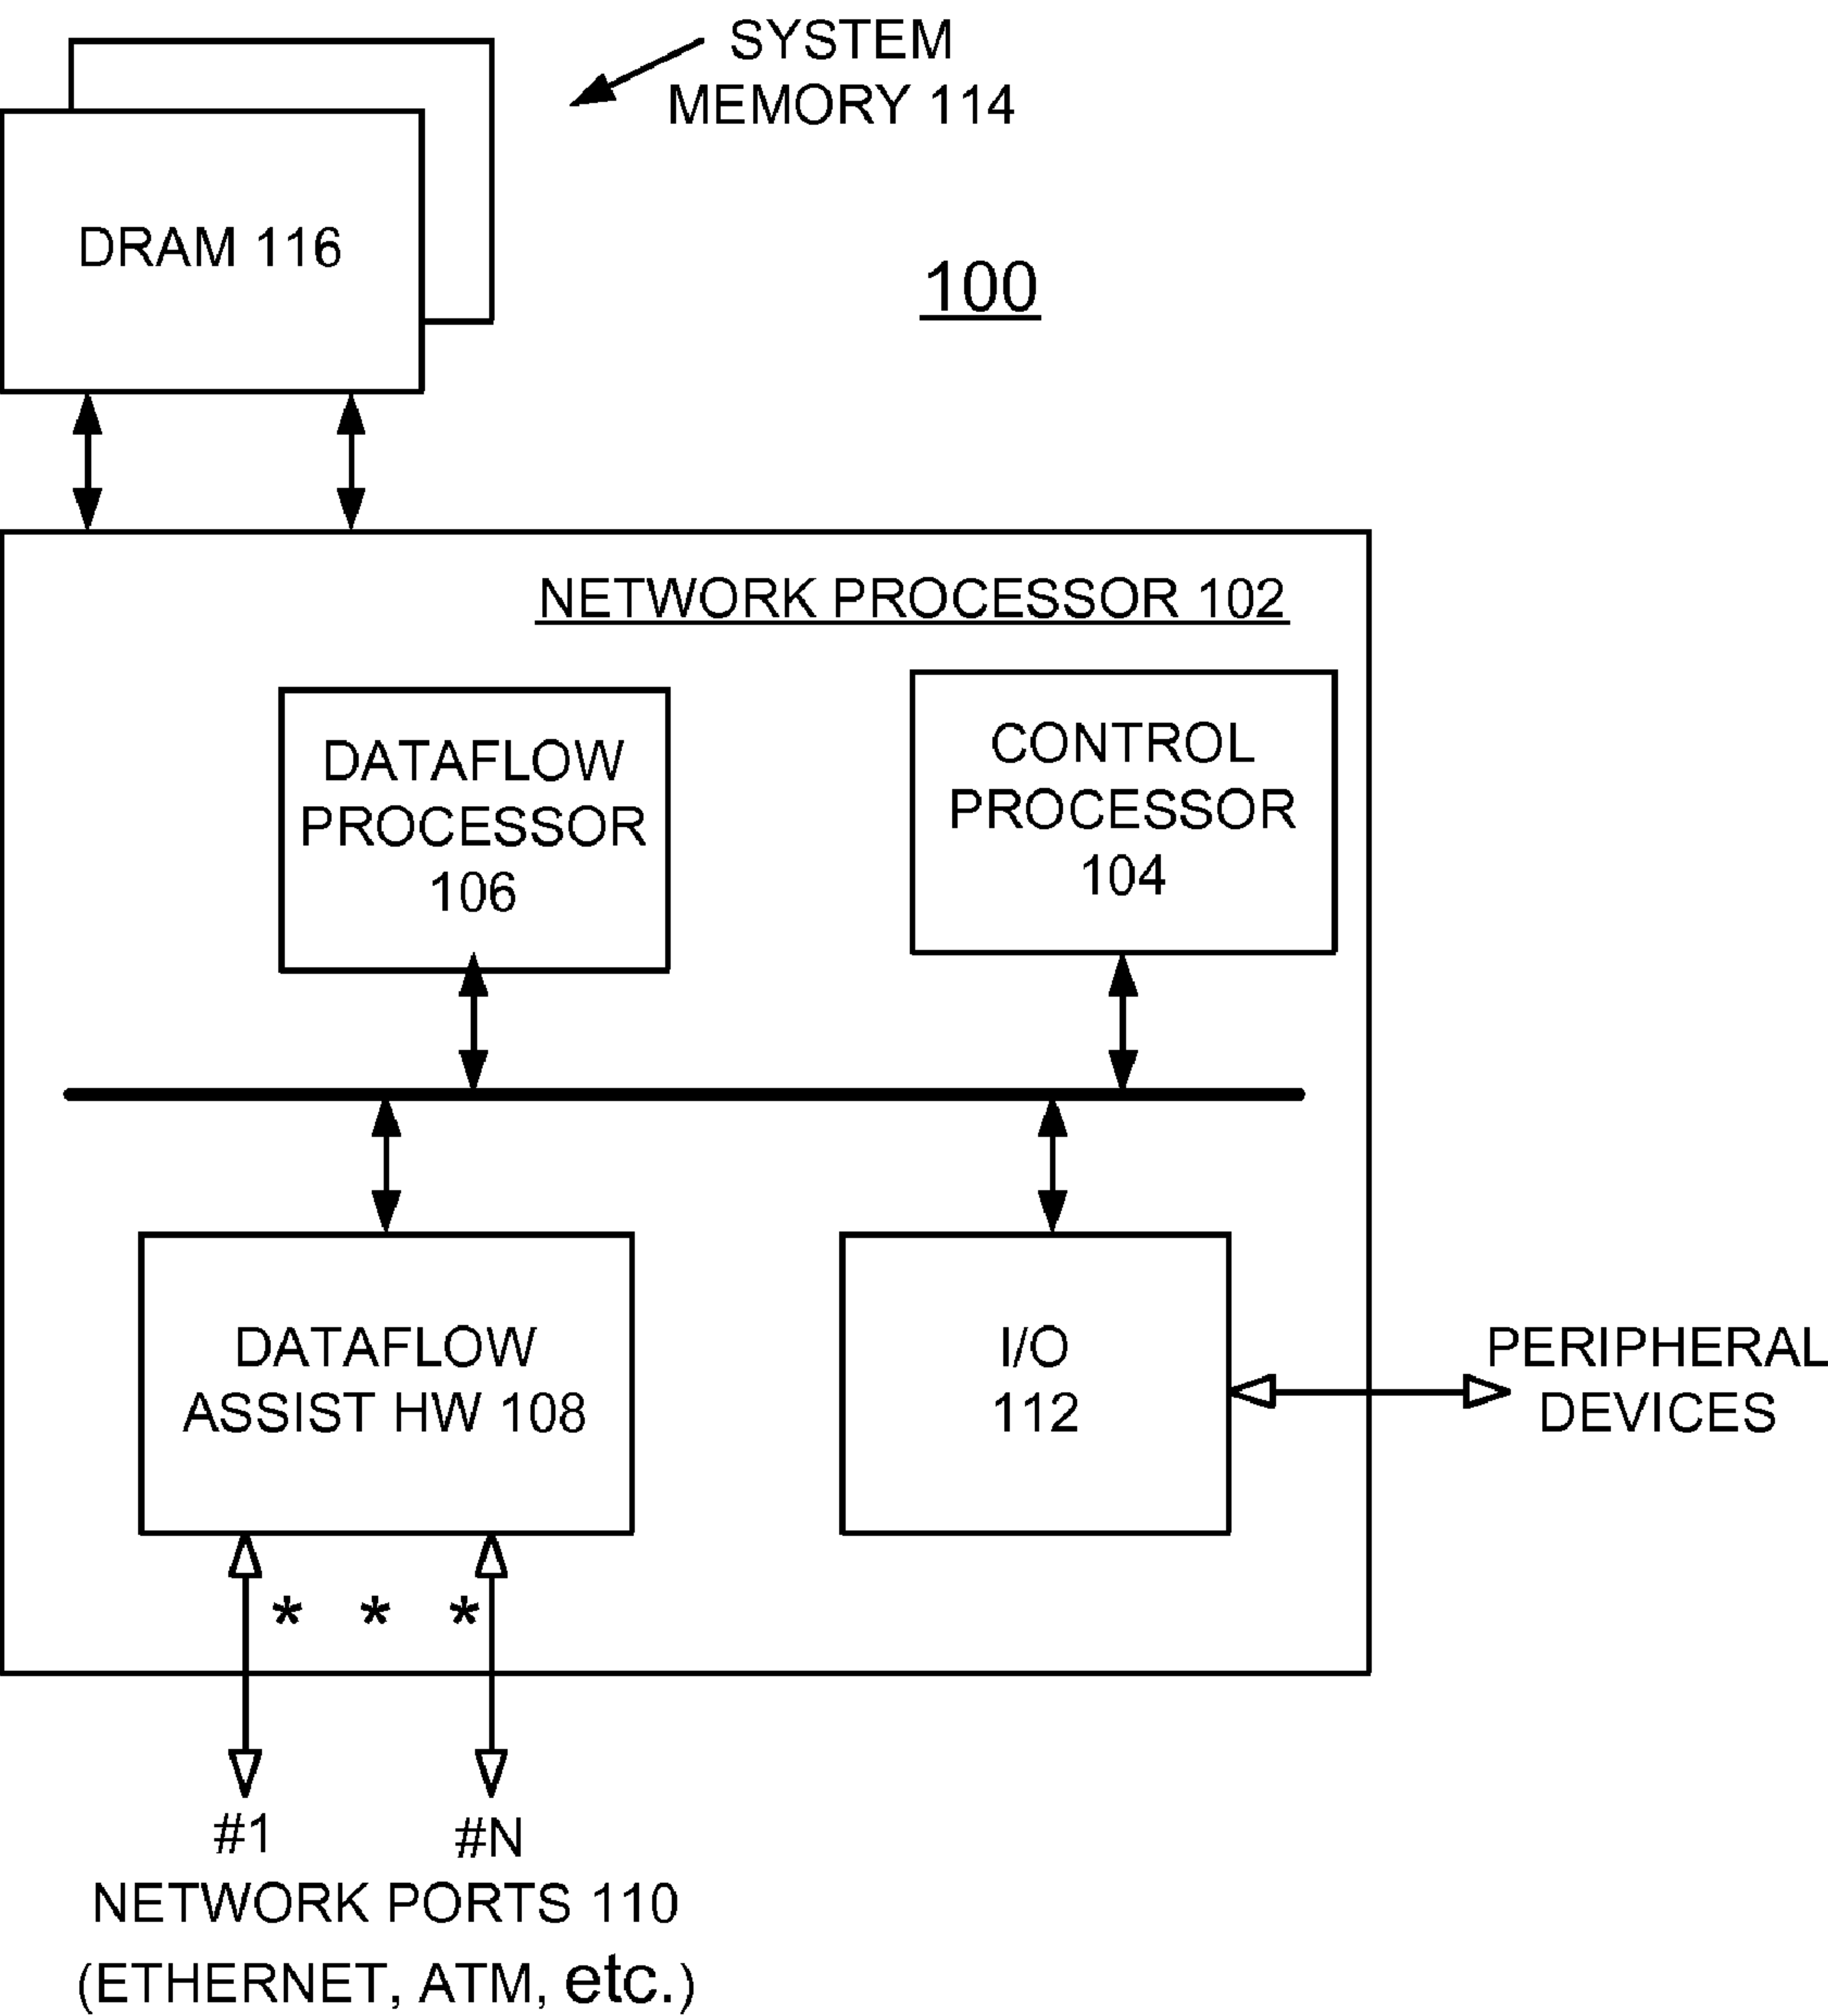 SYSTEM
MEMORY 114
DRAM 116
100
NETWORK PROCESSOR 102
DATAFLOW
PROCESSOR
106
CONTROL
PROCESSOR
104
DATAFLOW
ASSIST HW 108
I/O
112
PERIPHERAL
DEVICES
* * *
#1 #N
NETWORK PORTS 110
(ETHERNET, ATM, etc.)